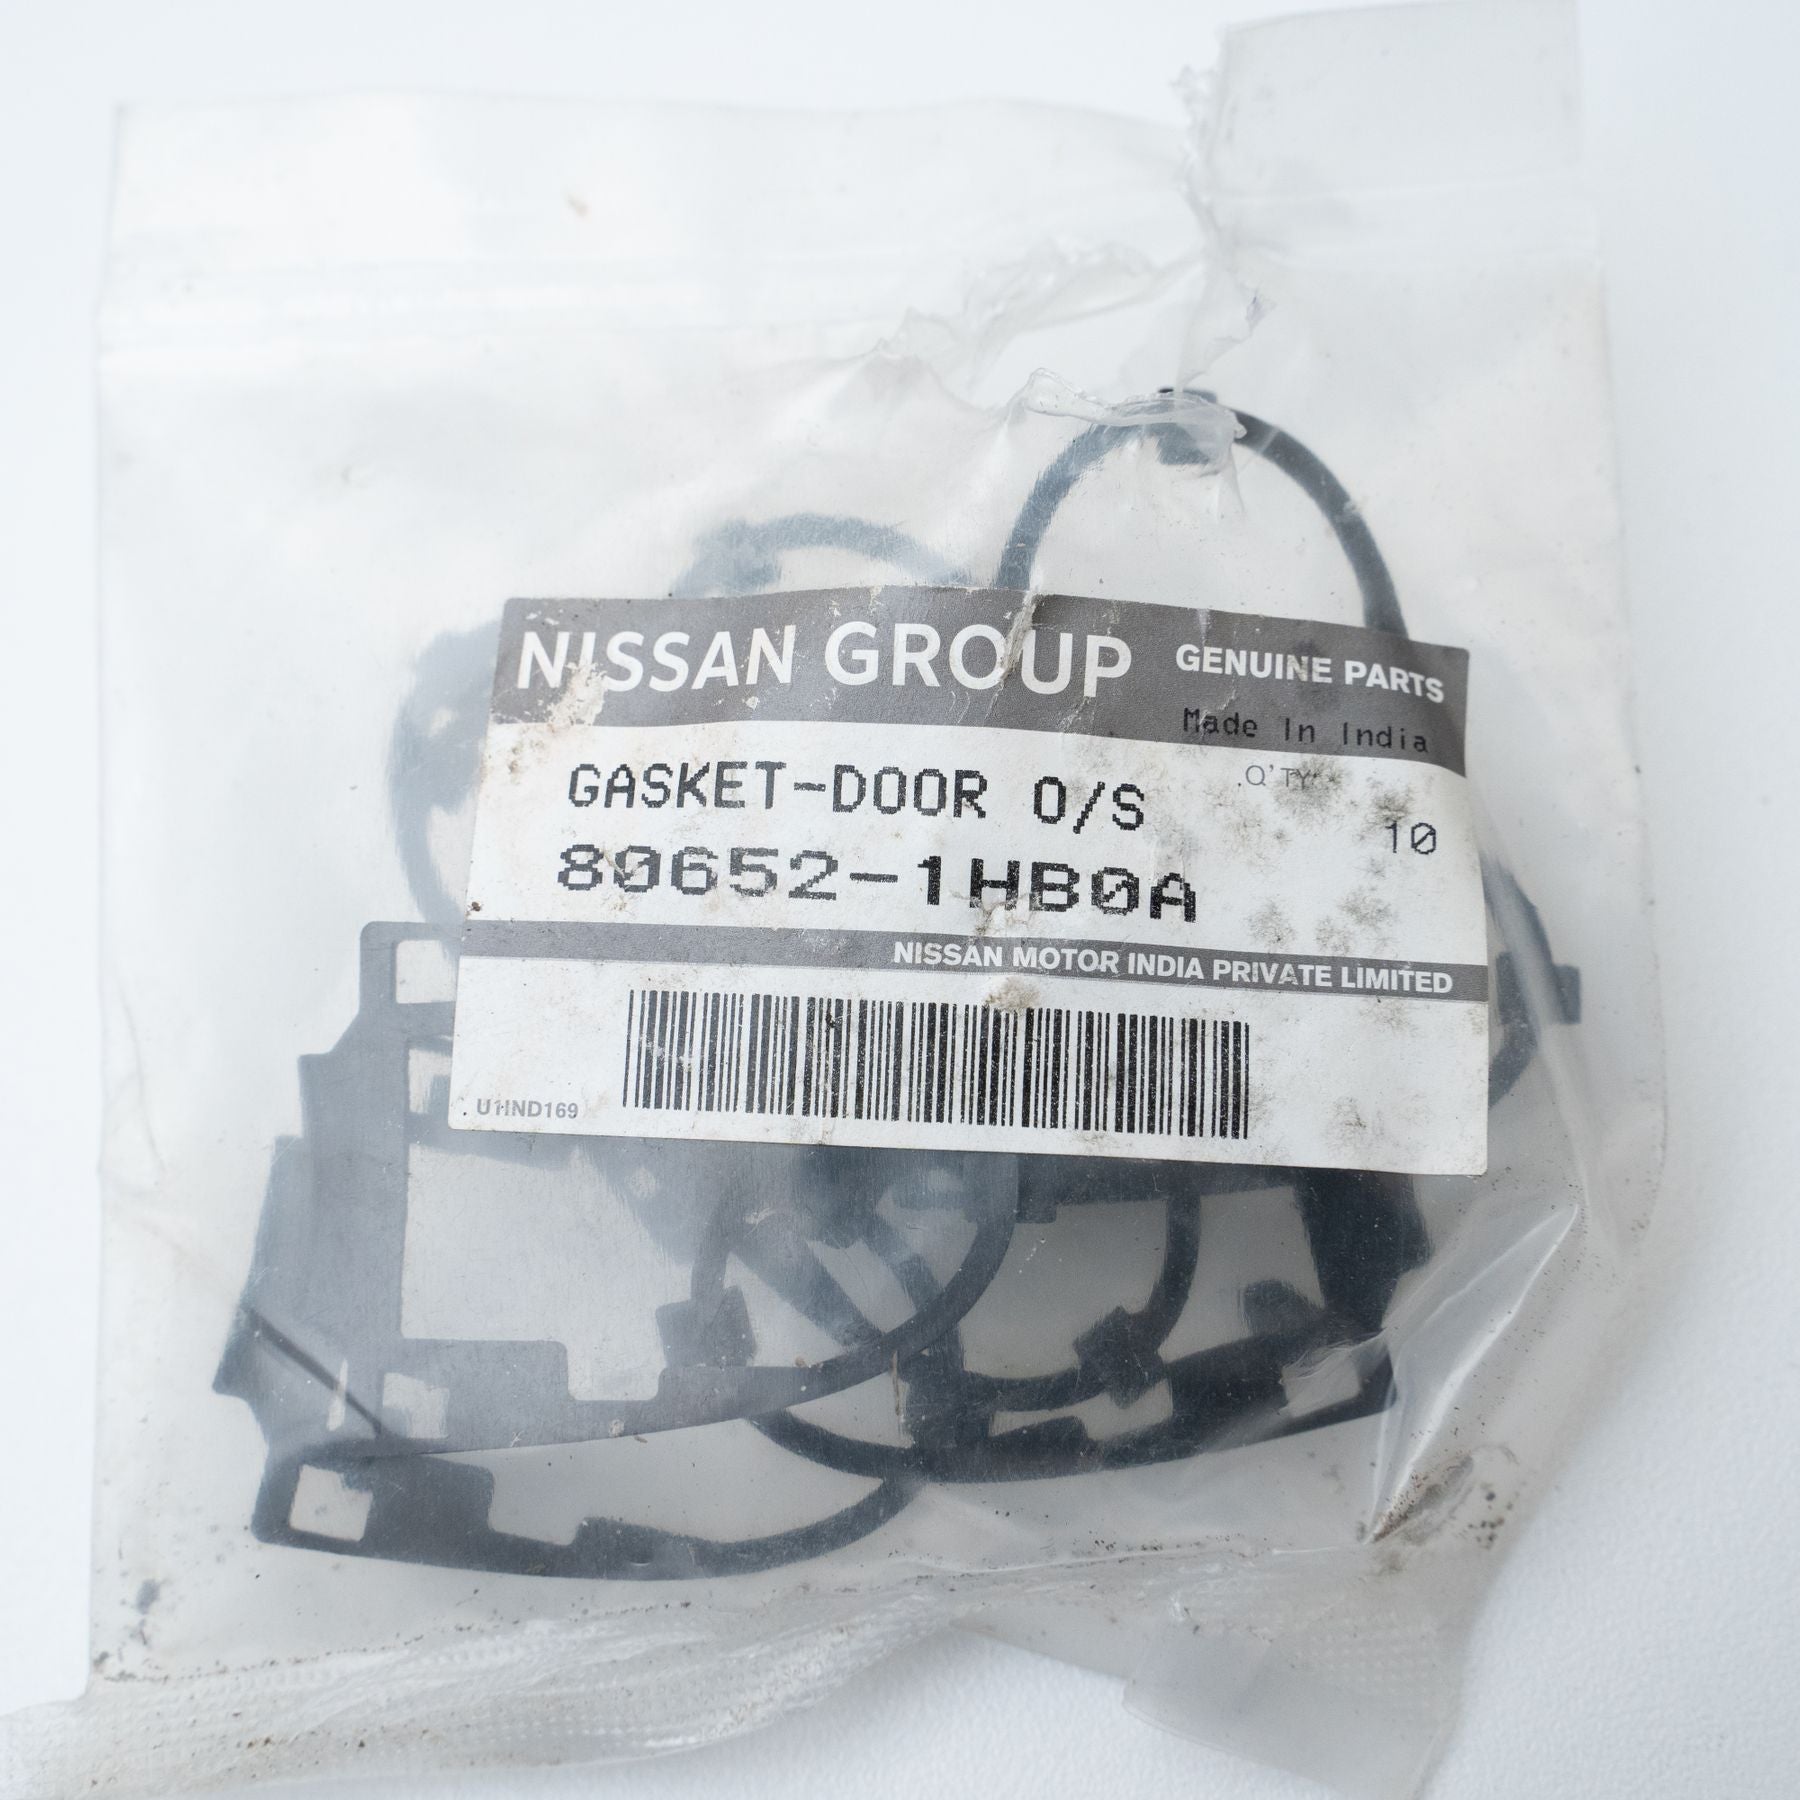 NISSAN GROUP GENUINE PARTS
Made In India
GASKET-DOOR O/S
Q'TY
10
80652-1HB0A
NISSAN MOTOR INDIA PRIVATE LIMITED
U1IND169